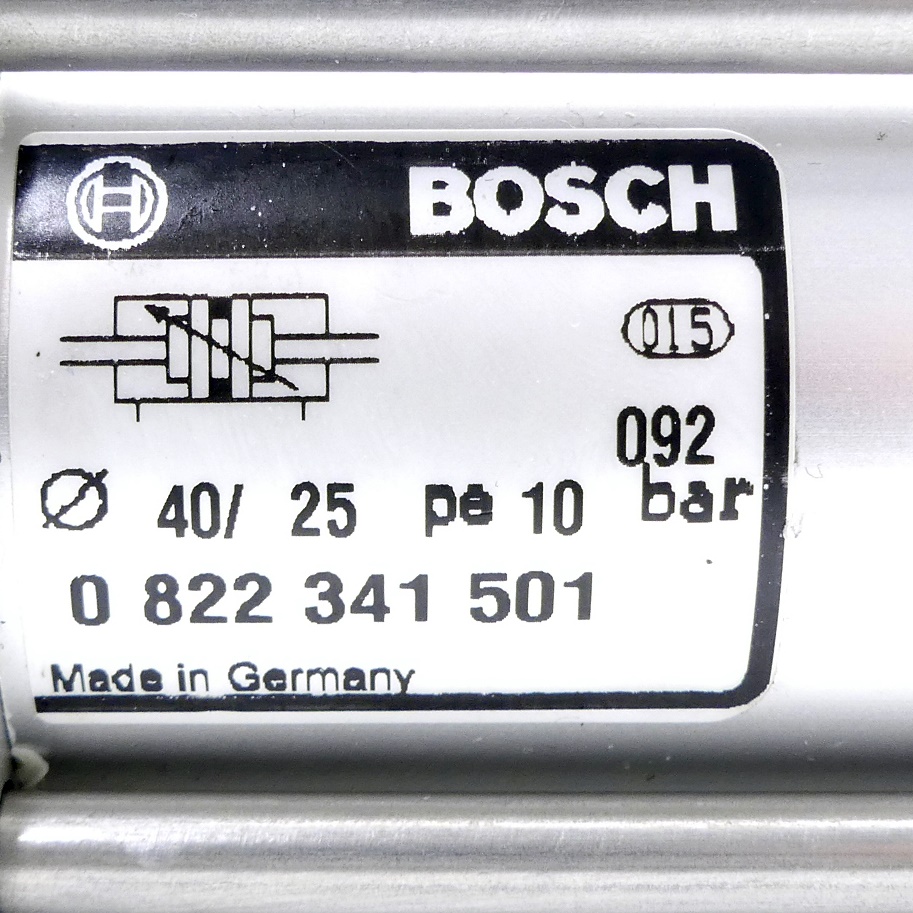 BOSCH
015
092
Ø 40/ 25 pe 10 bar
0 822 341 501
Made in Germany